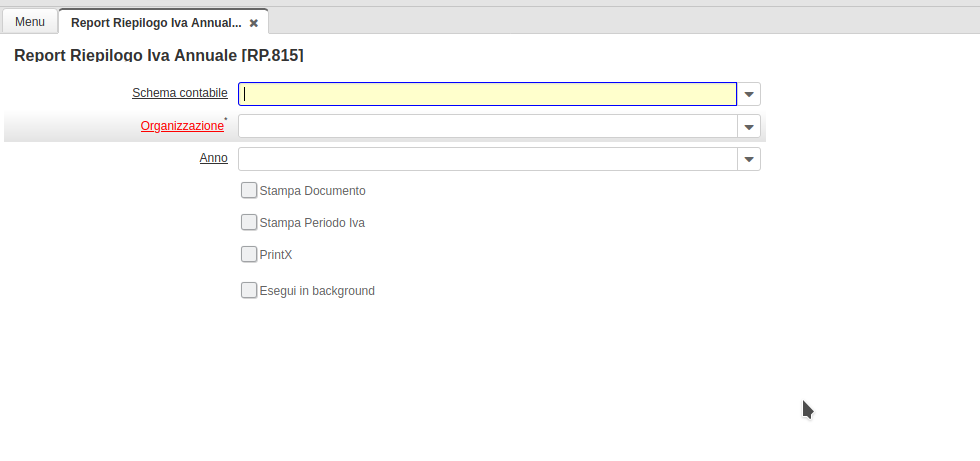 Menu
Report Riepilogo Iva Annual...
Report Riepilogo Iva Annuale [RP.815]
Schema contabile
Organizzazione*
Anno
Stampa Documento
Stampa Periodo Iva
PrintX
Esegui in background